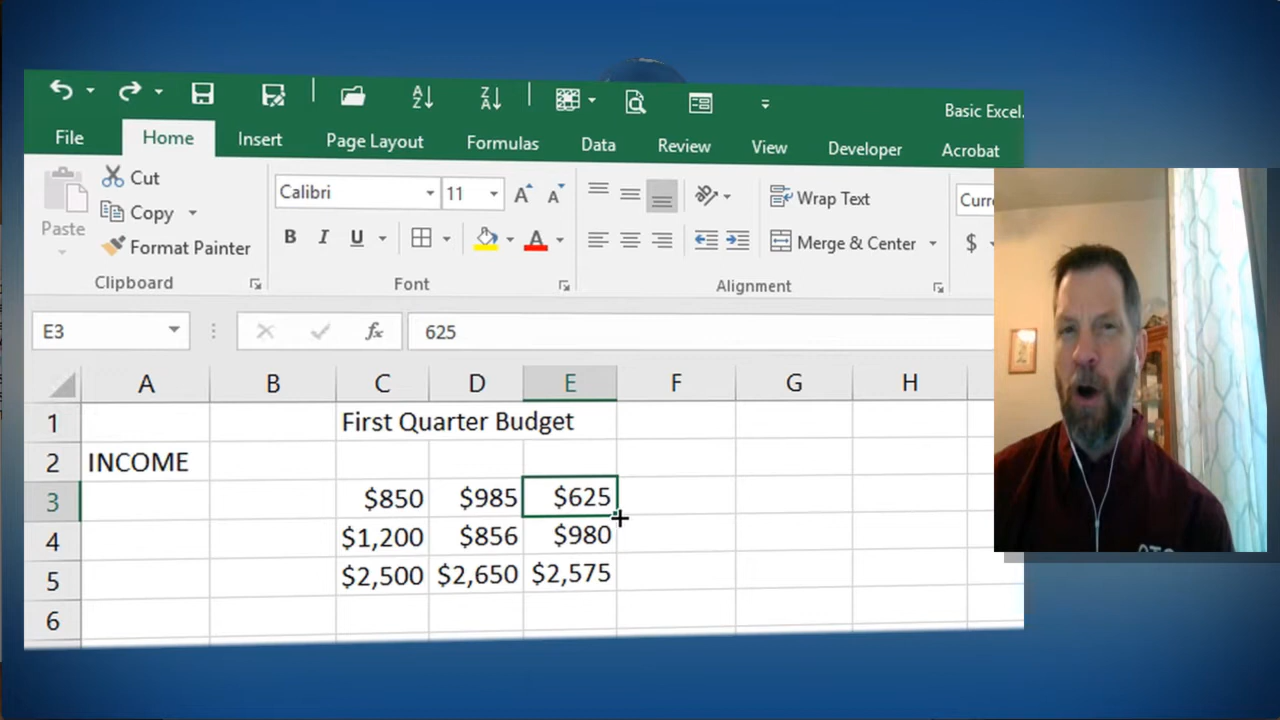 Basic Excel.
File Home Insert Page Layout Formulas Data Review View Developer Acrobat
Cut
Copy
Paste
Format Painter
Clipboard
Calibri 11 A A
B I U A
Font
Wrap Text
Merge & Center
Alignment
Curr
$
E3 fx 625
A B C D E F G H
1 First Quarter Budget
2 INCOME
3 $850 $985 $625
4 $1,200 $856 $980
5 $2,500 $2,650 $2,575
6